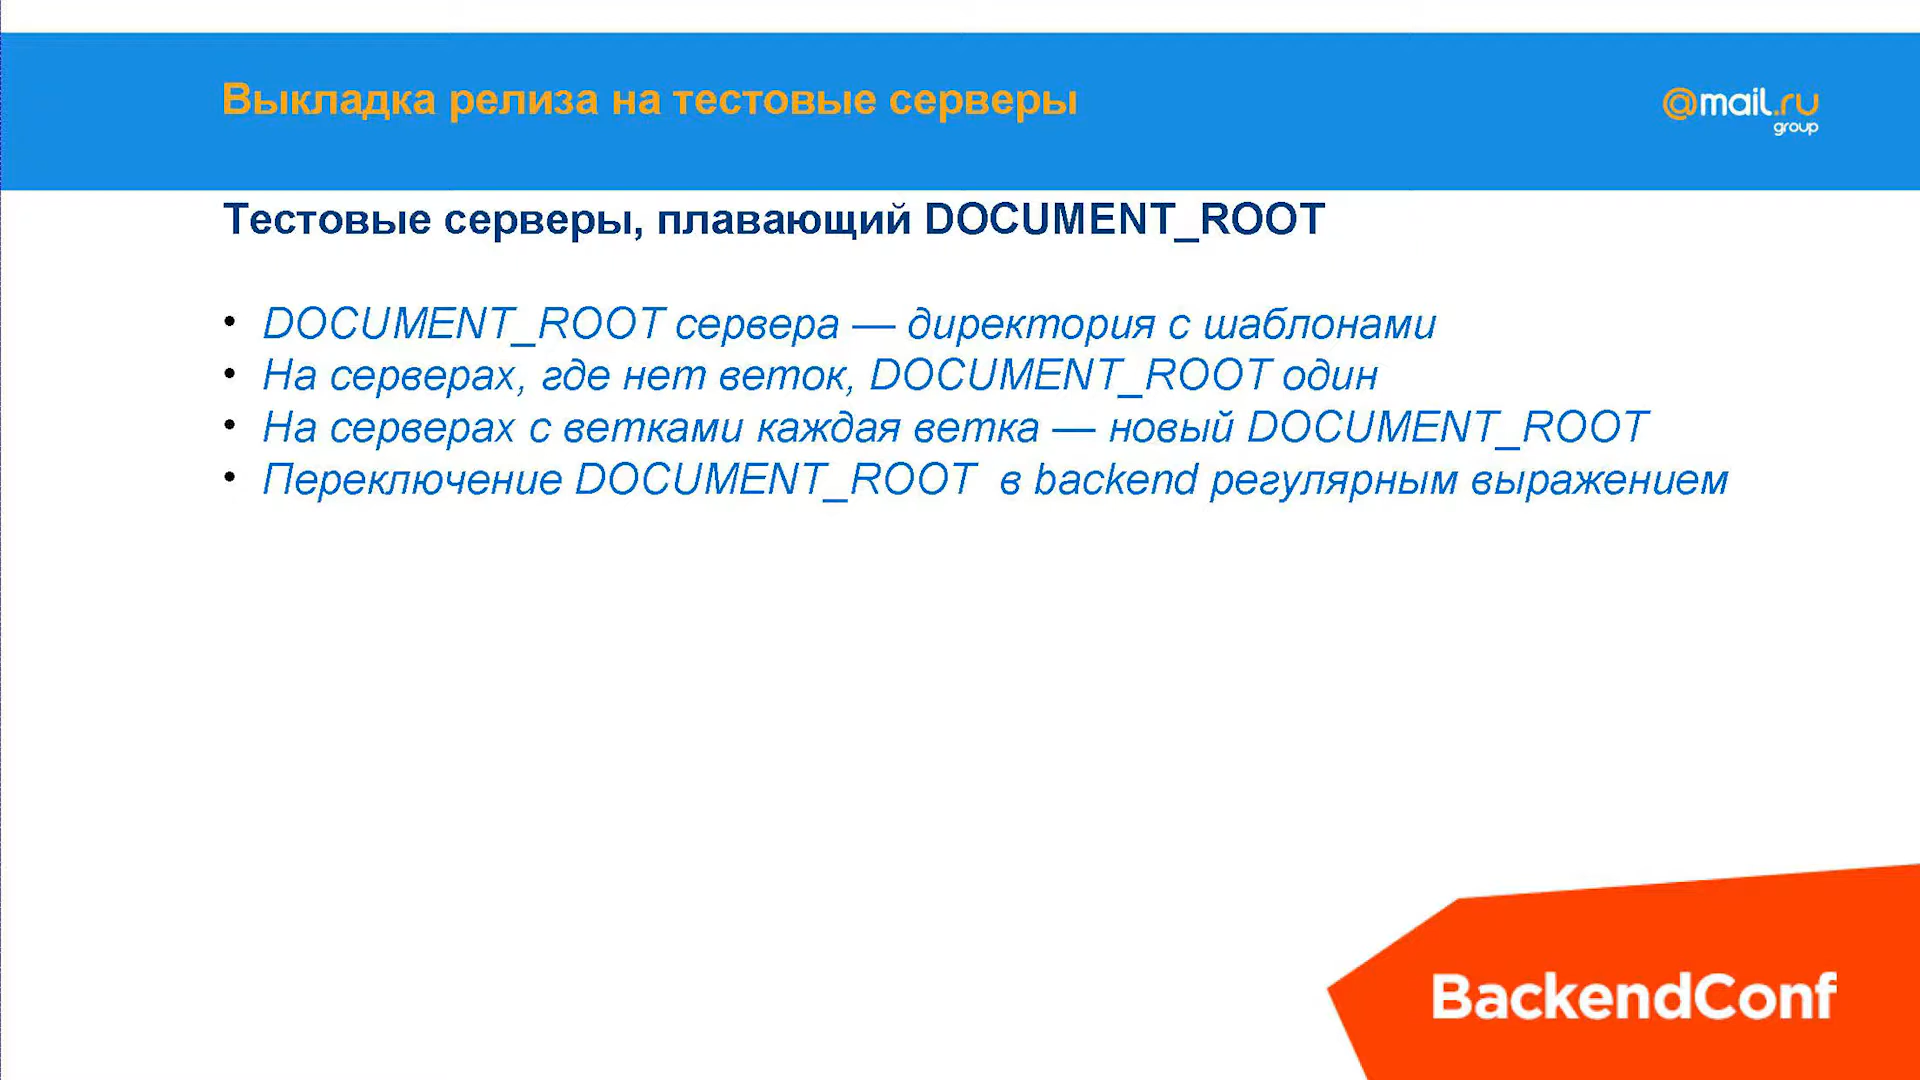 Выкладка релиза на тестовые серверы
@mail.ru
group
Тестовые серверы, плавающий DOCUMENT_ROOT
• DOCUMENT_ROOT сервера — директория с шаблонами
• На серверах, где нет веток, DOCUMENT_ROOT один
• На серверах с ветками каждая ветка — новый DOCUMENT_ROOT
• Переключение DOCUMENT_ROOT в backend регулярным выражением
BackendConf